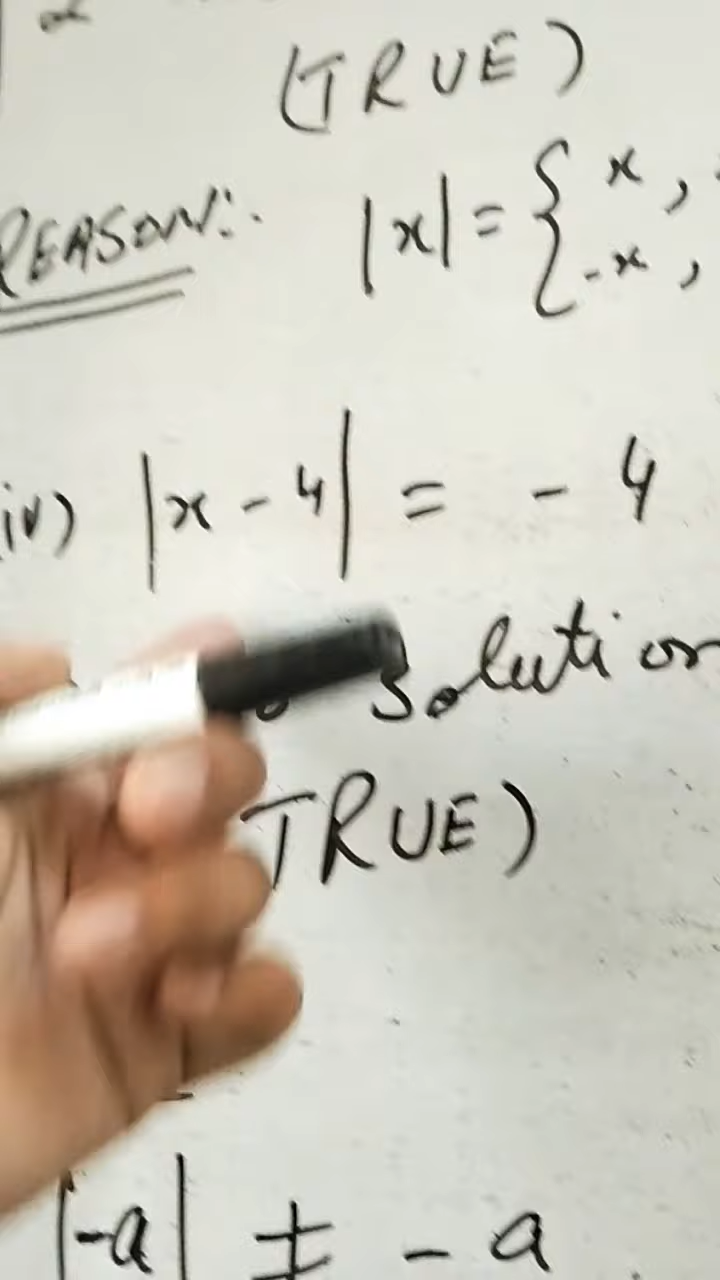 (TRUE)
REASON:-
|x| = { x ,
-x ,
iv) |x - 4| = - 4
Solution
TRUE)
|-a| ≠ - a